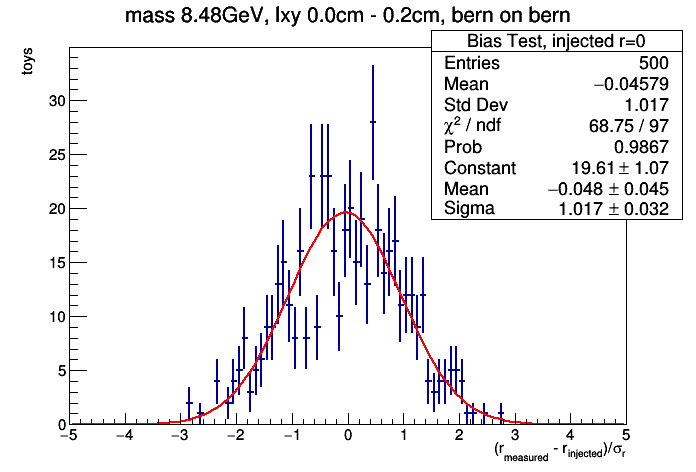 mass 8.48GeV, lxy 0.0cm - 0.2cm, bern on bern
Bias Test, injected r=0
Entries 500
Mean −0.04579
Std Dev 1.017
χ² / ndf 68.75 / 97
Prob 0.9867
Constant 19.61 ± 1.07
Mean −0.048 ± 0.045
Sigma 1.017 ± 0.032
toys
30
25
20
15
10
5
0
−5 −4 −3 −2 −1 0 1 2 3 4 5
(r_measured - r_injected)/σ_r